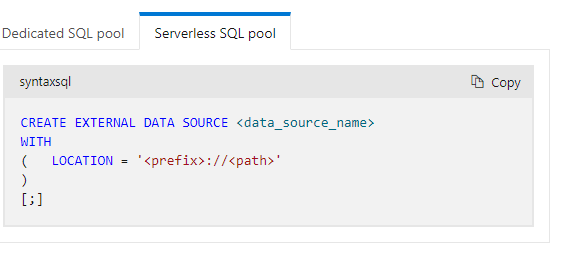 Dedicated SQL pool
Serverless SQL pool
syntaxsql
Copy
CREATE EXTERNAL DATA SOURCE <data_source_name>
WITH
(   LOCATION = '<prefix>://<path>'
)
[;]